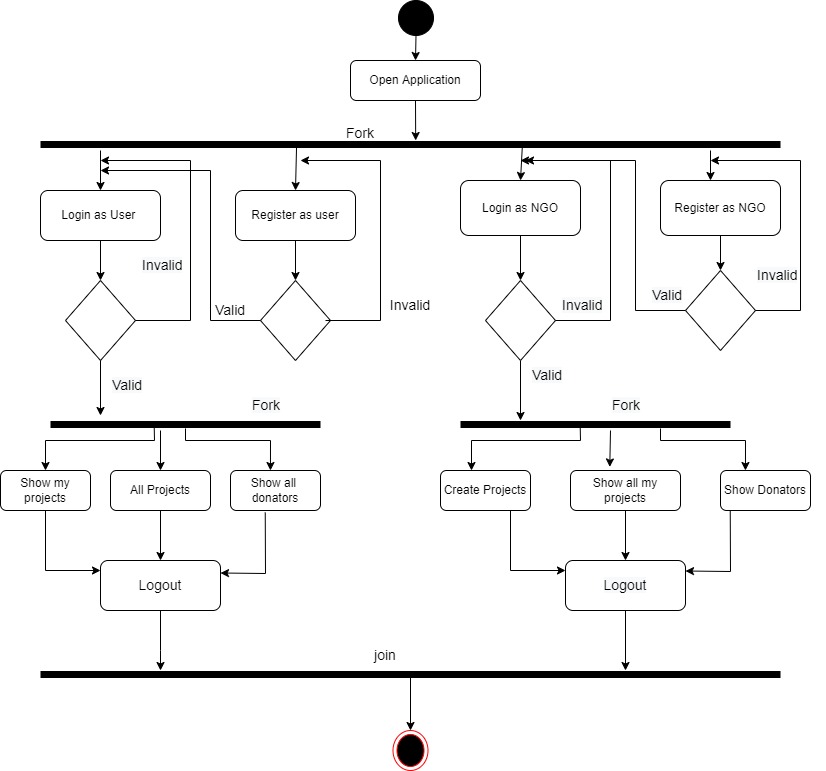 Open Application
Fork
Login as User
Register as user
Login as NGO
Register as NGO
Invalid
Valid
Invalid
Invalid
Valid
Invalid
Valid
Valid
Fork
Fork
Show my
projects
All Projects
Show all
donators
Create Projects
Show all my
projects
Show Donators
Logout
Logout
join